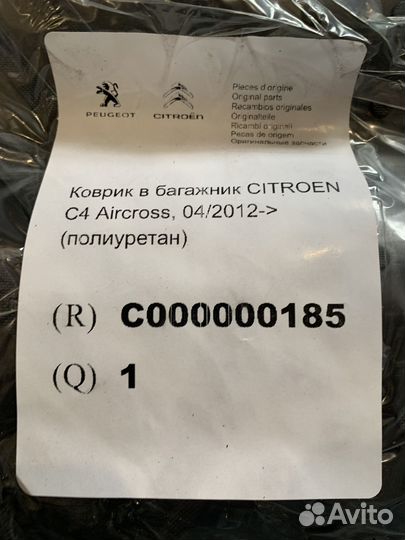 PEUGEOT
CITROËN
Pieces d'origine
Original parts
Recambios originales
Originalteile
Ricambi originali
Pecas de origem
Оригинальные запчасти
Коврик в багажник CITROEN
C4 Aircross, 04/2012->
(полиуретан)
(R) C000000185
(Q) 1
Avito